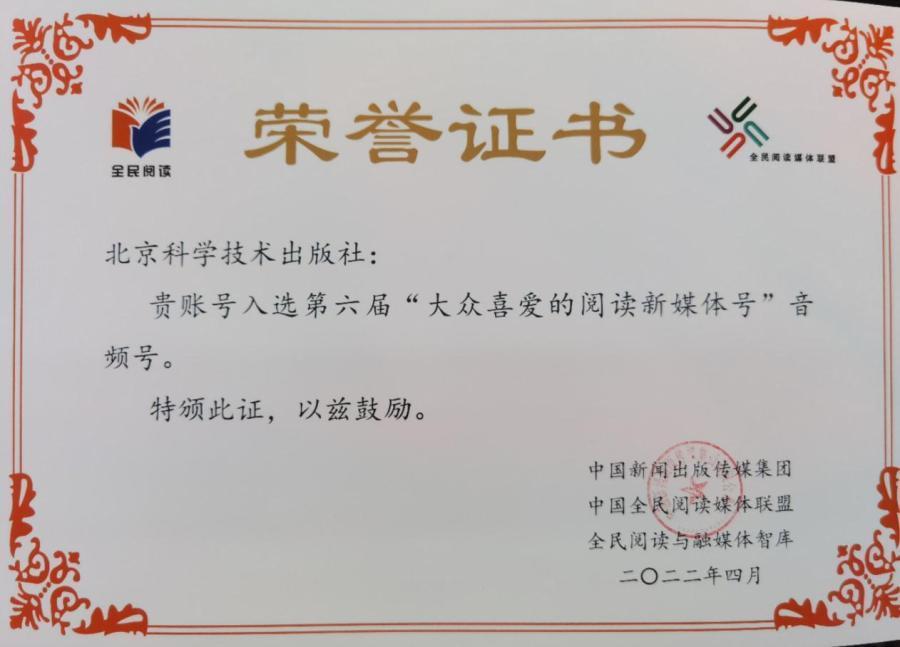 荣誉证书
全民阅读
全民阅读媒体联盟
北京科学技术出版社：
贵账号入选第六届“大众喜爱的阅读新媒体号”音
频号。
特颁此证，以兹鼓励。
中国新闻出版传媒集团
中国全民阅读媒体联盟
全民阅读与融媒体智库
二〇二二年四月